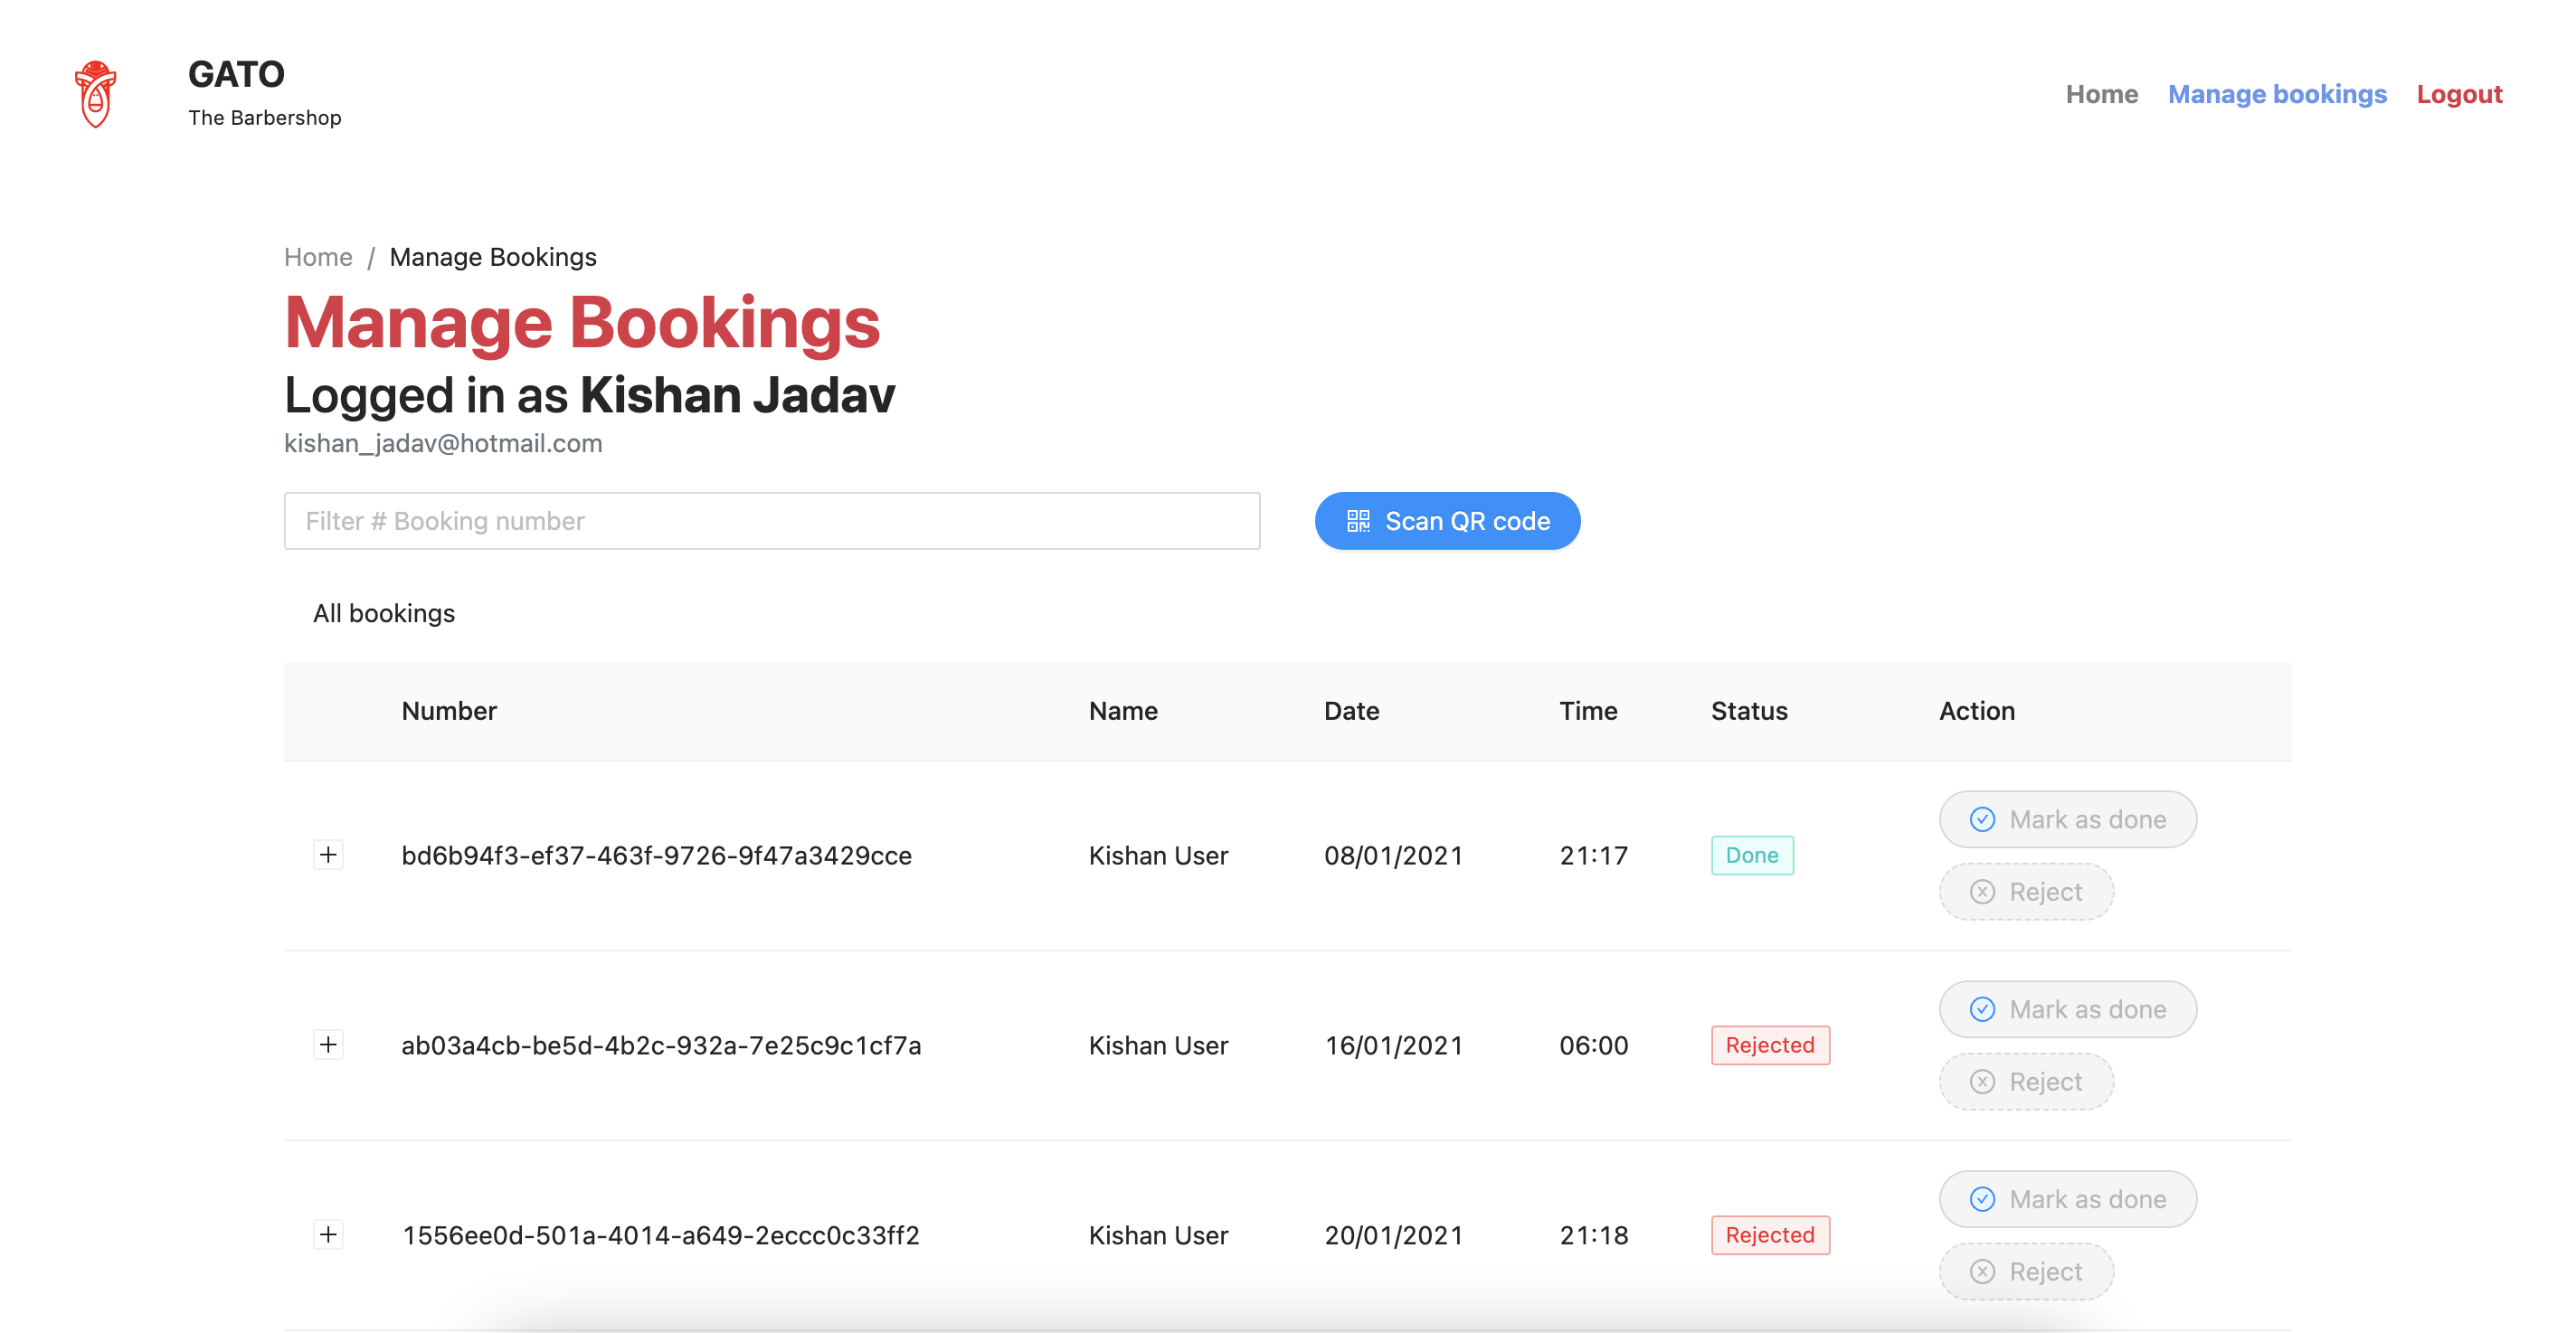 GATO
The Barbershop
Home Manage bookings Logout
Home / Manage Bookings
Manage Bookings
Logged in as Kishan Jadav
kishan_jadav@hotmail.com
Filter # Booking number
Scan QR code
All bookings
Number Name Date Time Status Action
bd6b94f3-ef37-463f-9726-9f47a3429cce Kishan User 08/01/2021 21:17 Done
Mark as done
Reject
ab03a4cb-be5d-4b2c-932a-7e25c9c1cf7a Kishan User 16/01/2021 06:00 Rejected
Mark as done
Reject
1556ee0d-501a-4014-a649-2eccc0c33ff2 Kishan User 20/01/2021 21:18 Rejected
Mark as done
Reject